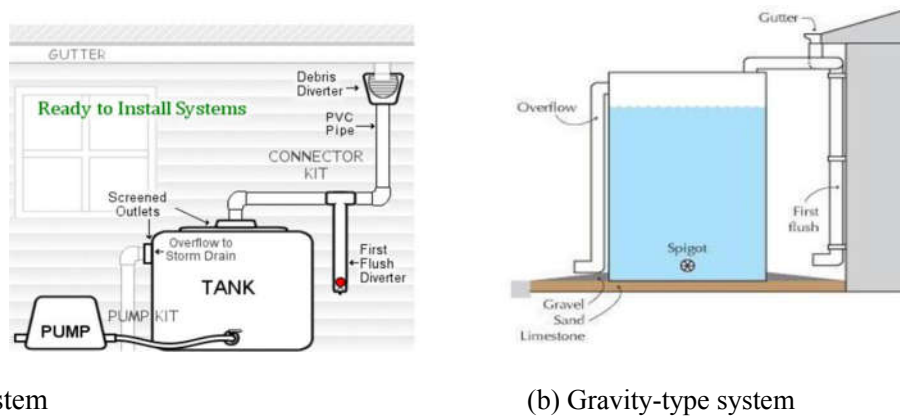 GUTTER
Debris
Diverter
Ready to Install Systems
PVC
Pipe
CONNECTOR
KIT
Screened
Outlets
Overflow to
Storm Drain
First
Flush
Diverter
TANK
PUMP KIT
PUMP
stem
Gutter
Overflow
First
flush
Spigot
Gravel
Sand
Limestone
(b) Gravity-type system